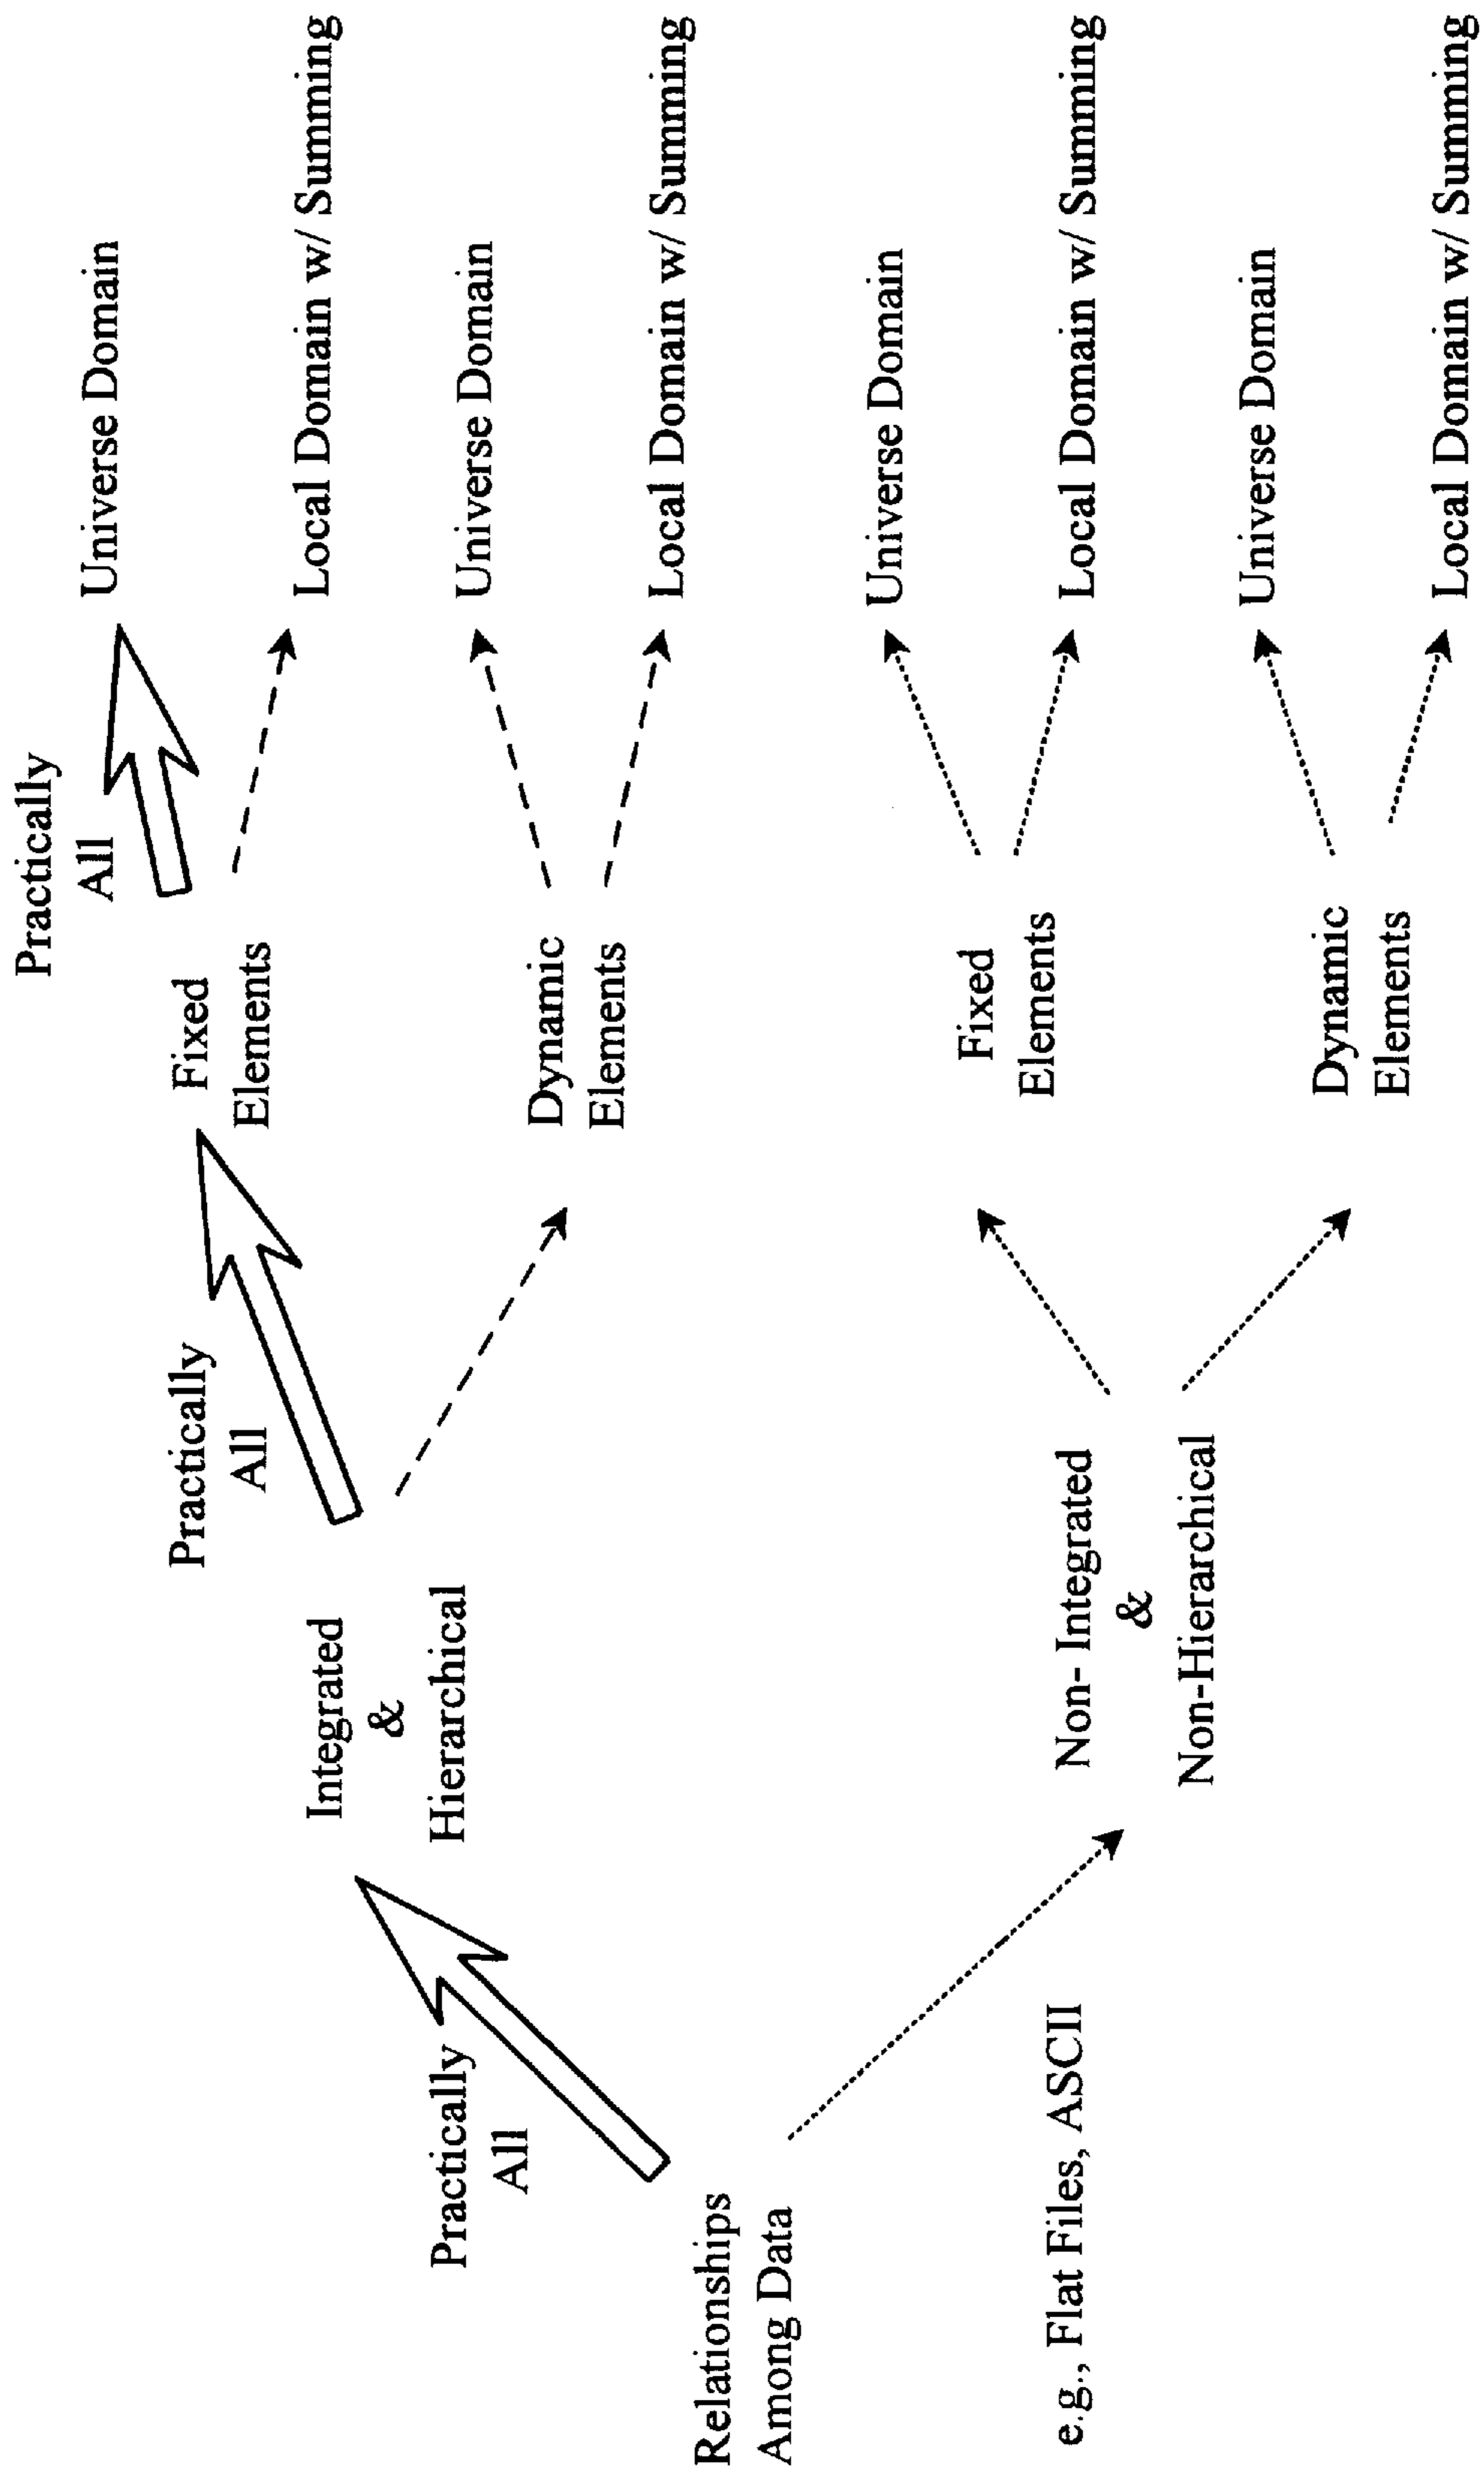 Relationships
Among Data
e.g., Flat Files, ASCII
Practically
All
Integrated
&
Hierarchical
Non- Integrated
&
Non-Hierarchical
Practically
All
Fixed
Elements
Dynamic
Elements
Fixed
Elements
Dynamic
Elements
Practically
All
Universe Domain
Local Domain w/ Summing
Universe Domain
Local Domain w/ Summing
Universe Domain
Local Domain w/ Summing
Universe Domain
Local Domain w/ Summing